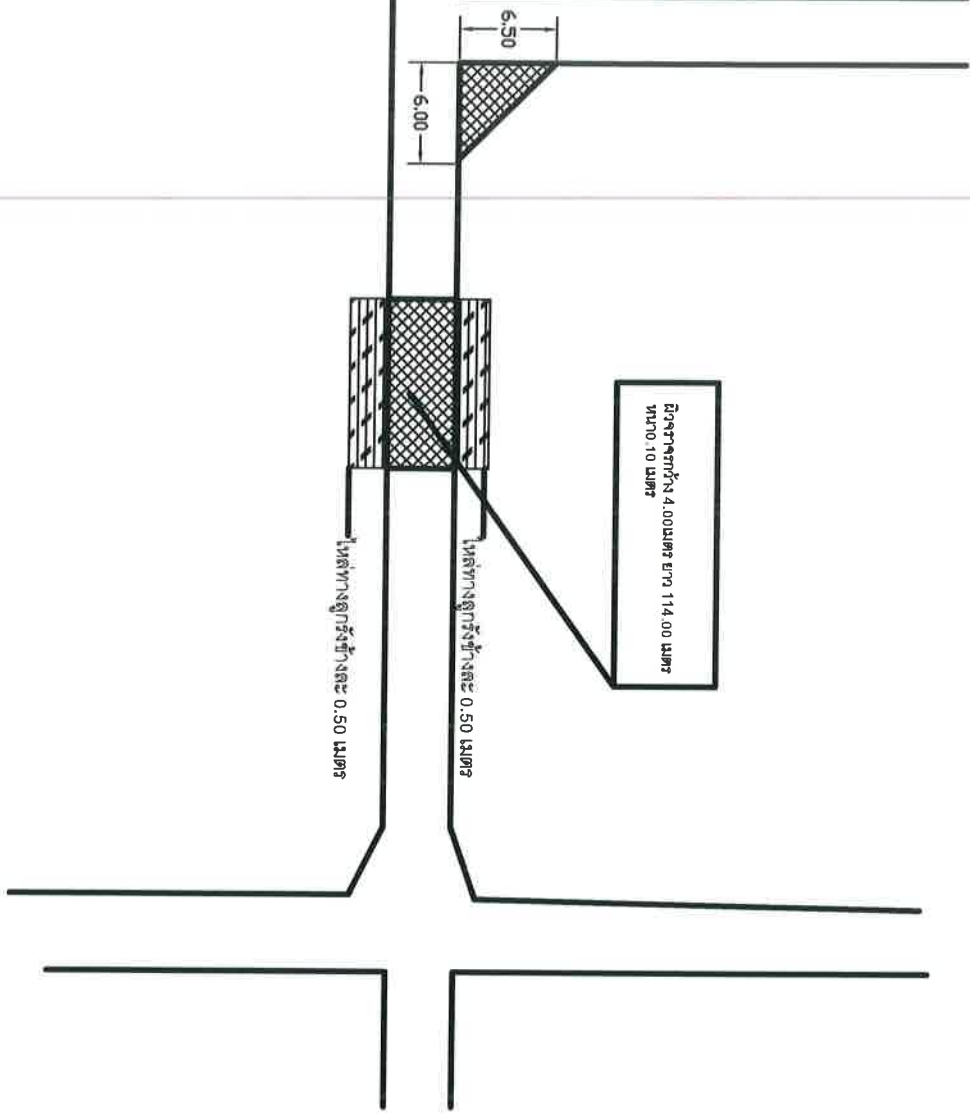 ผิวจราจรกว้าง 4.00เมตร ยาว 114.00 เมตร
หนา0.10 เมตร
ไหล่ทางลูกรังข้างละ 0.50 เมตร
ไหล่ทางลูกรังข้างละ 0.50 เมตร
6.50
6.00